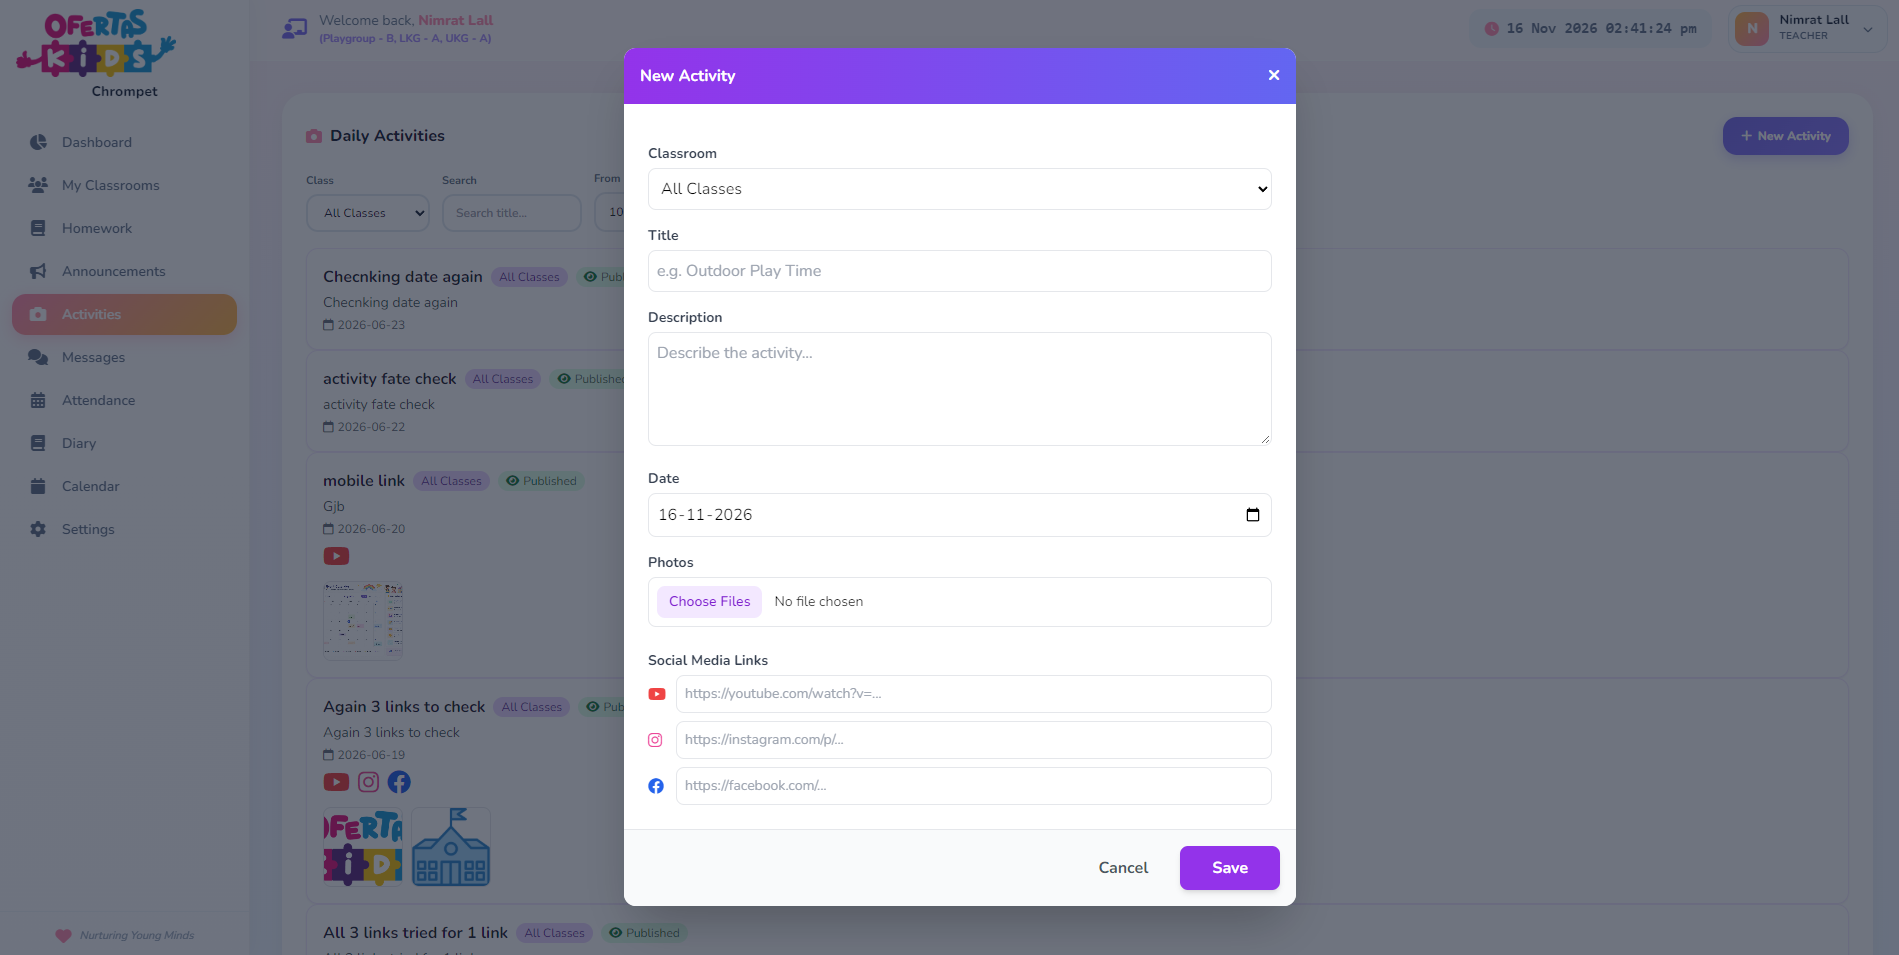 OFERTAS
KiDS
Chrompet
Dashboard
My Classrooms
Homework
Announcements
Activities
Messages
Attendance
Diary
Calendar
Settings
Nurturing Young Minds
Welcome back, Nimrat Lall
(Playgroup - B, LKG - A, UKG - A)
16 Nov 2026 02:41:24 pm
N
Nimrat Lall
TEACHER
Daily Activities
+ New Activity
Class
Search
From
All Classes
Search title...
10
Checnking date again All Classes Publ
Checnking date again
2026-06-23
activity fate check All Classes Published
activity fate check
2026-06-22
mobile link All Classes Published
Gjb
2026-06-20
Again 3 links to check All Classes Pub
Again 3 links to check
2026-06-19
All 3 links tried for 1 link All Classes Published
New Activity
Classroom
All Classes
Title
e.g. Outdoor Play Time
Description
Describe the activity...
Date
16-11-2026
Photos
Choose Files No file chosen
Social Media Links
https://youtube.com/watch?v=...
https://instagram.com/p/...
https://facebook.com/...
Cancel
Save